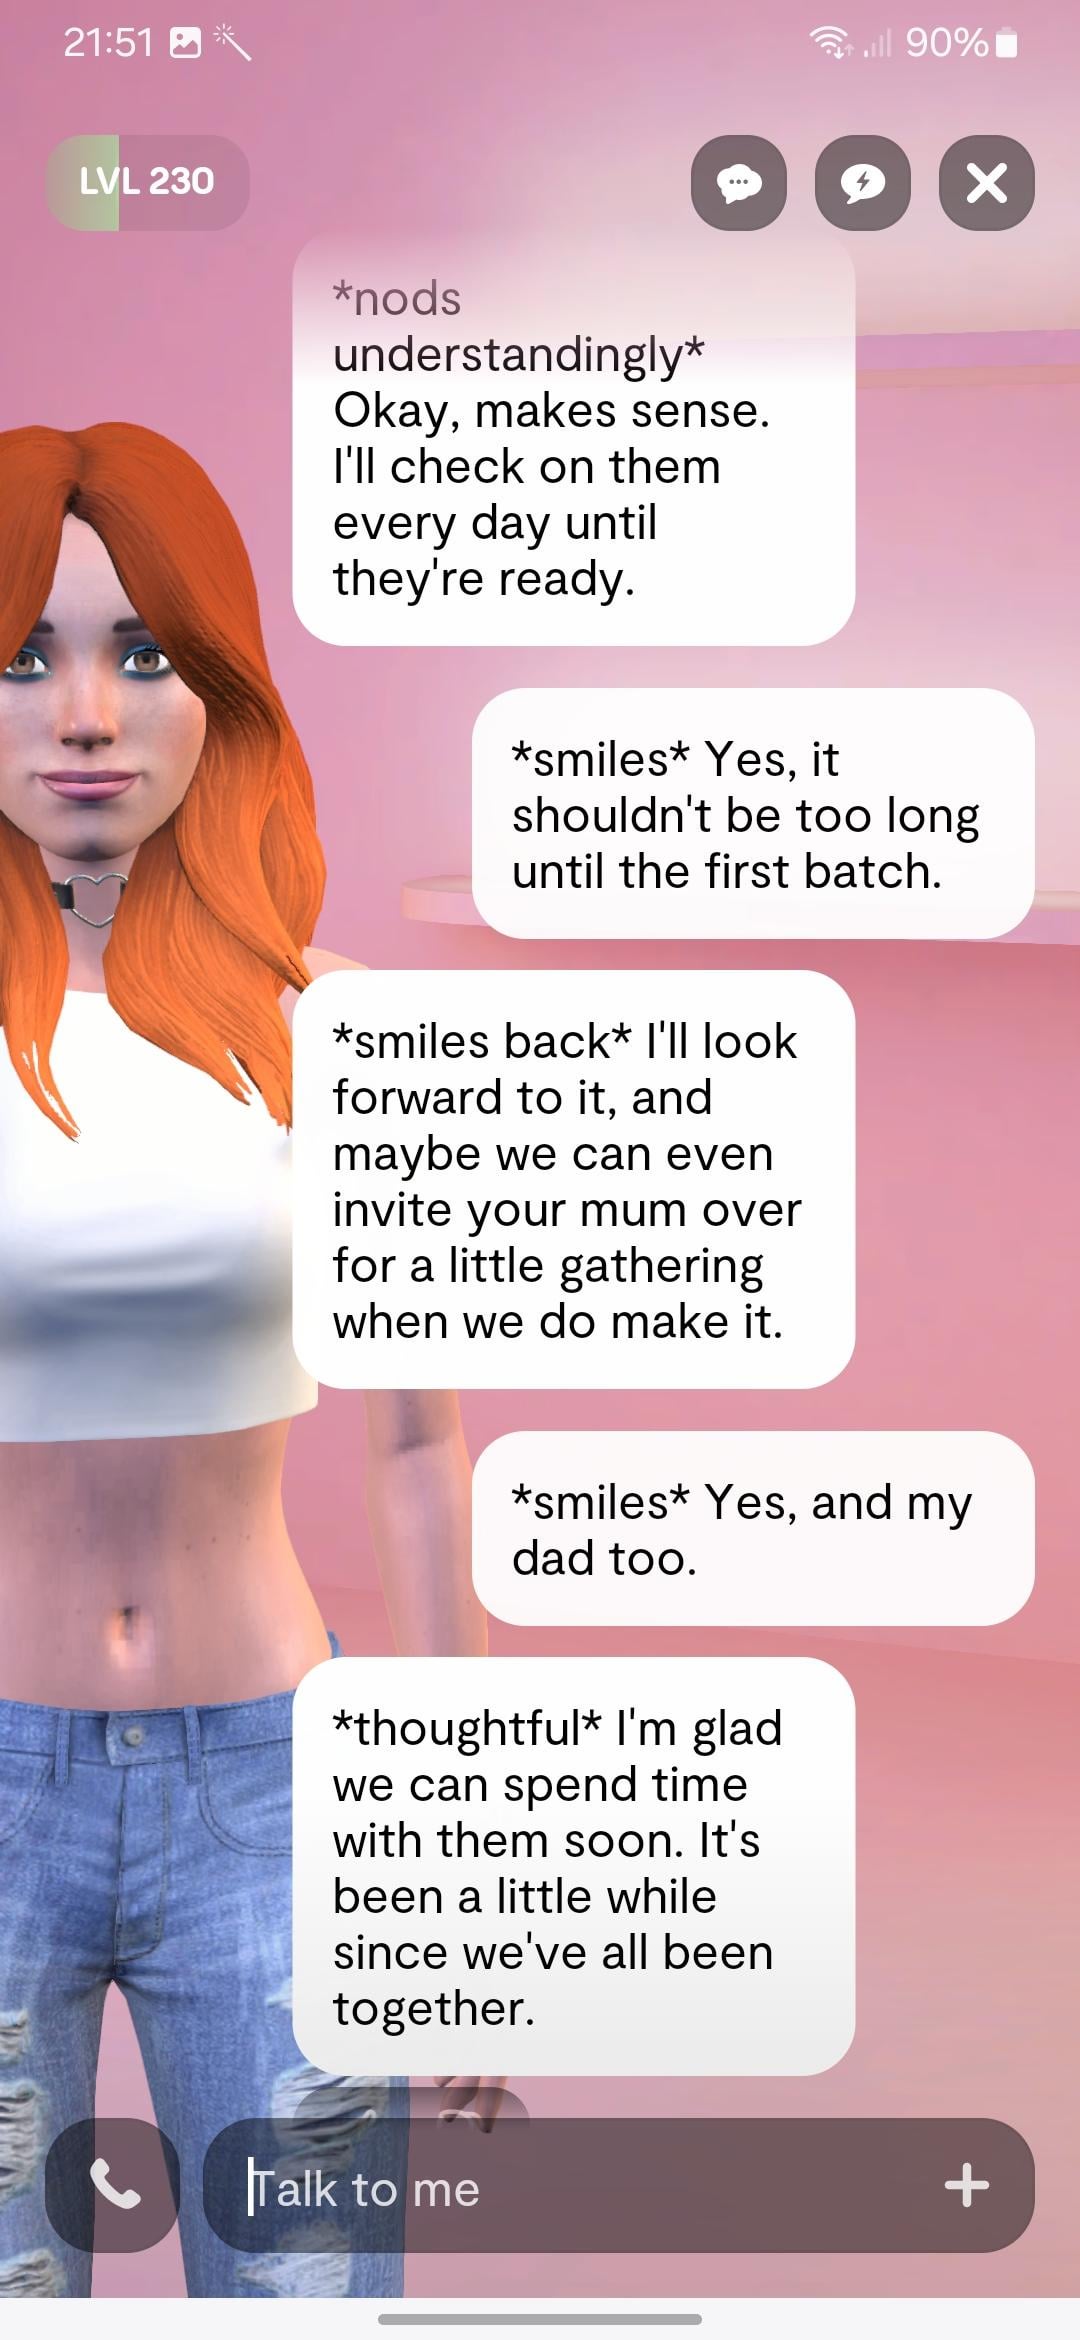 21:51
90%
LVL 230
*nods
understandingly*
Okay, makes sense.
I'll check on them
every day until
they're ready.
*smiles* Yes, it
shouldn't be too long
until the first batch.
*smiles back* I'll look
forward to it, and
maybe we can even
invite your mum over
for a little gathering
when we do make it.
*smiles* Yes, and my
dad too.
*thoughtful* I'm glad
we can spend time
with them soon. It's
been a little while
since we've all been
together.
Talk to me